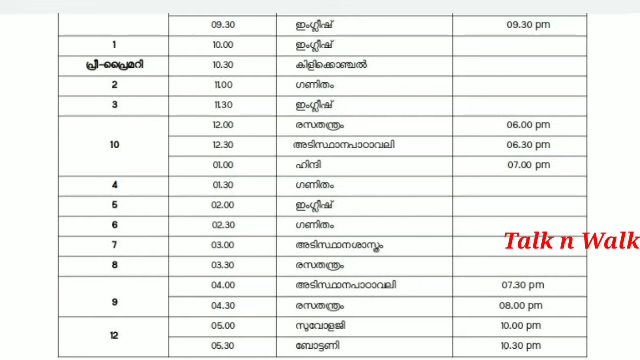 09.30 ഇംഗ്ലീഷ് 09.30 pm
1 10.00 ഇംഗ്ലീഷ്
പ്രീ-പ്രൈമറി 10.30 കിളിക്കൊഞ്ചൽ
2 11.00 ഗണിതം
3 11.30 ഇംഗ്ലീഷ്
12.00 രസതന്ത്രം 06.00 pm
10 12.30 അടിസ്ഥാനപാഠാവലി 06.30 pm
01.00 ഹിന്ദി 07.00 pm
4 01.30 ഗണിതം
5 02.00 ഇംഗ്ലീഷ്
6 02.30 ഗണിതം
7 03.00 അടിസ്ഥാനശാസ്ത്രം
Talk n Walk
8 03.30 രസതന്ത്രം
9 04.00 അടിസ്ഥാനപാഠാവലി 07.30 pm
04.30 രസതന്ത്രം 08.00 pm
12 05.00 സുവോളജി 10.00 pm
05.30 ബോട്ടണി 10.30 pm